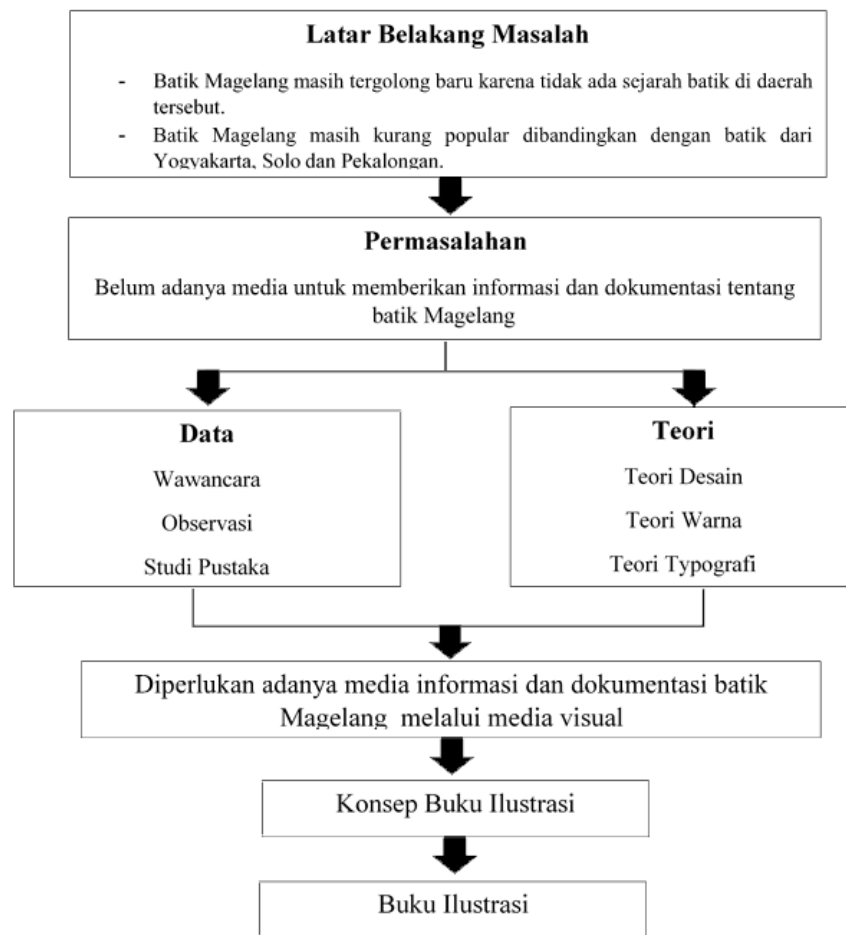 Latar Belakang Masalah
- Batik Magelang masih tergolong baru karena tidak ada sejarah batik di daerah
tersebut.
- Batik Magelang masih kurang popular dibandingkan dengan batik dari
Yogyakarta, Solo dan Pekalongan.
Permasalahan
Belum adanya media untuk memberikan informasi dan dokumentasi tentang
batik Magelang
Data
Wawancara
Observasi
Studi Pustaka
Teori
Teori Desain
Teori Warna
Teori Typografi
Diperlukan adanya media informasi dan dokumentasi batik
Magelang melalui media visual
Konsep Buku Ilustrasi
Buku Ilustrasi